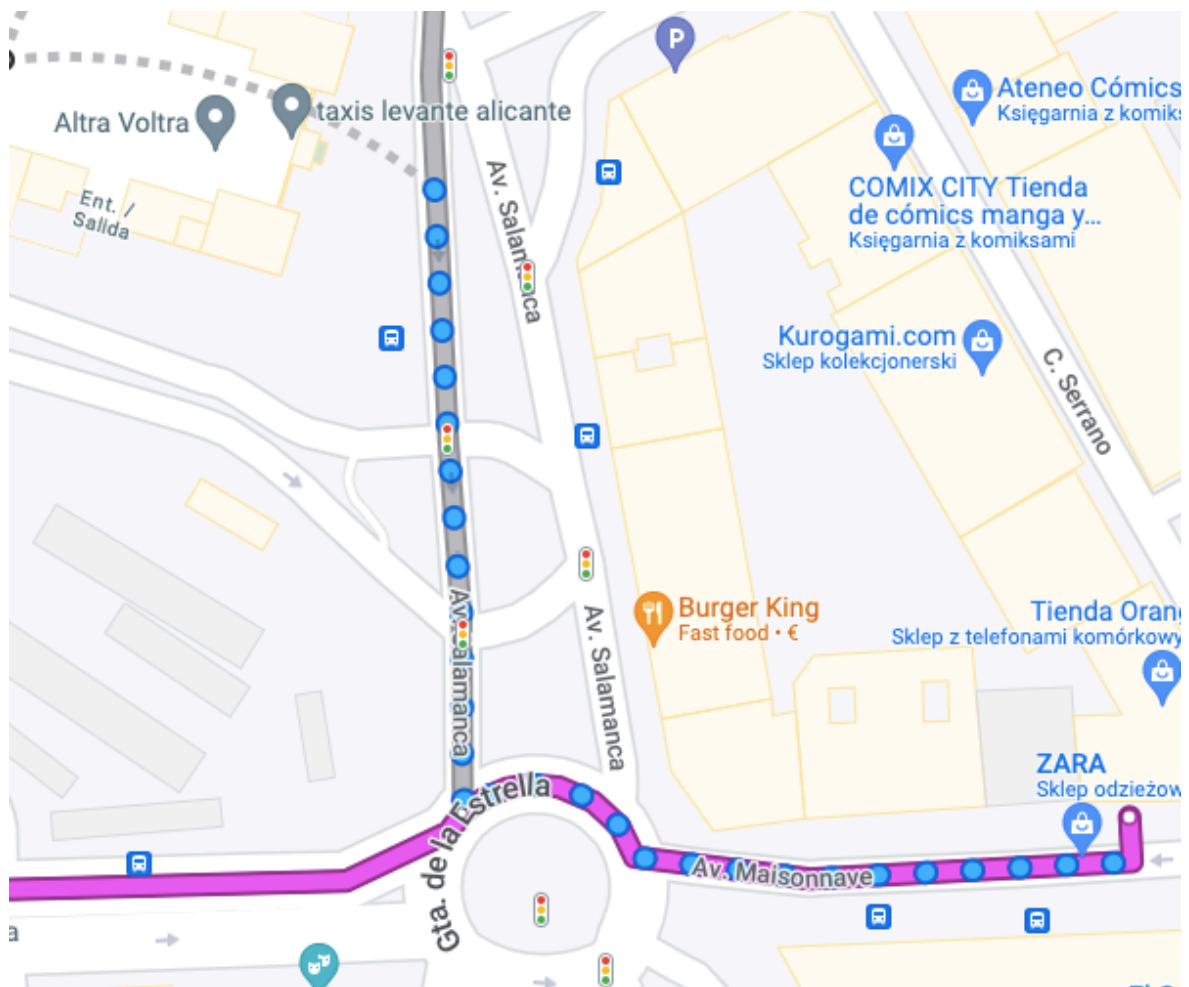 P
Ateneo Cómics
Księgarnia z komiks
Altra Voltra
taxis levante alicante
COMIX CITY Tienda
de cómics manga y...
Księgarnia z komiksami
Av. Salamanca
Ent. /
Salida
Kurogami.com
Sklep kolekcjonerski
C. Serrano
Burger King
Fast food • €
Tienda Orang
Sklep z telefonami komórkowy
Av. Salamanca
Av. Salamanca
ZARA
Sklep odzieżow
Gta. de la Estrella
Av. Maisonnave
a